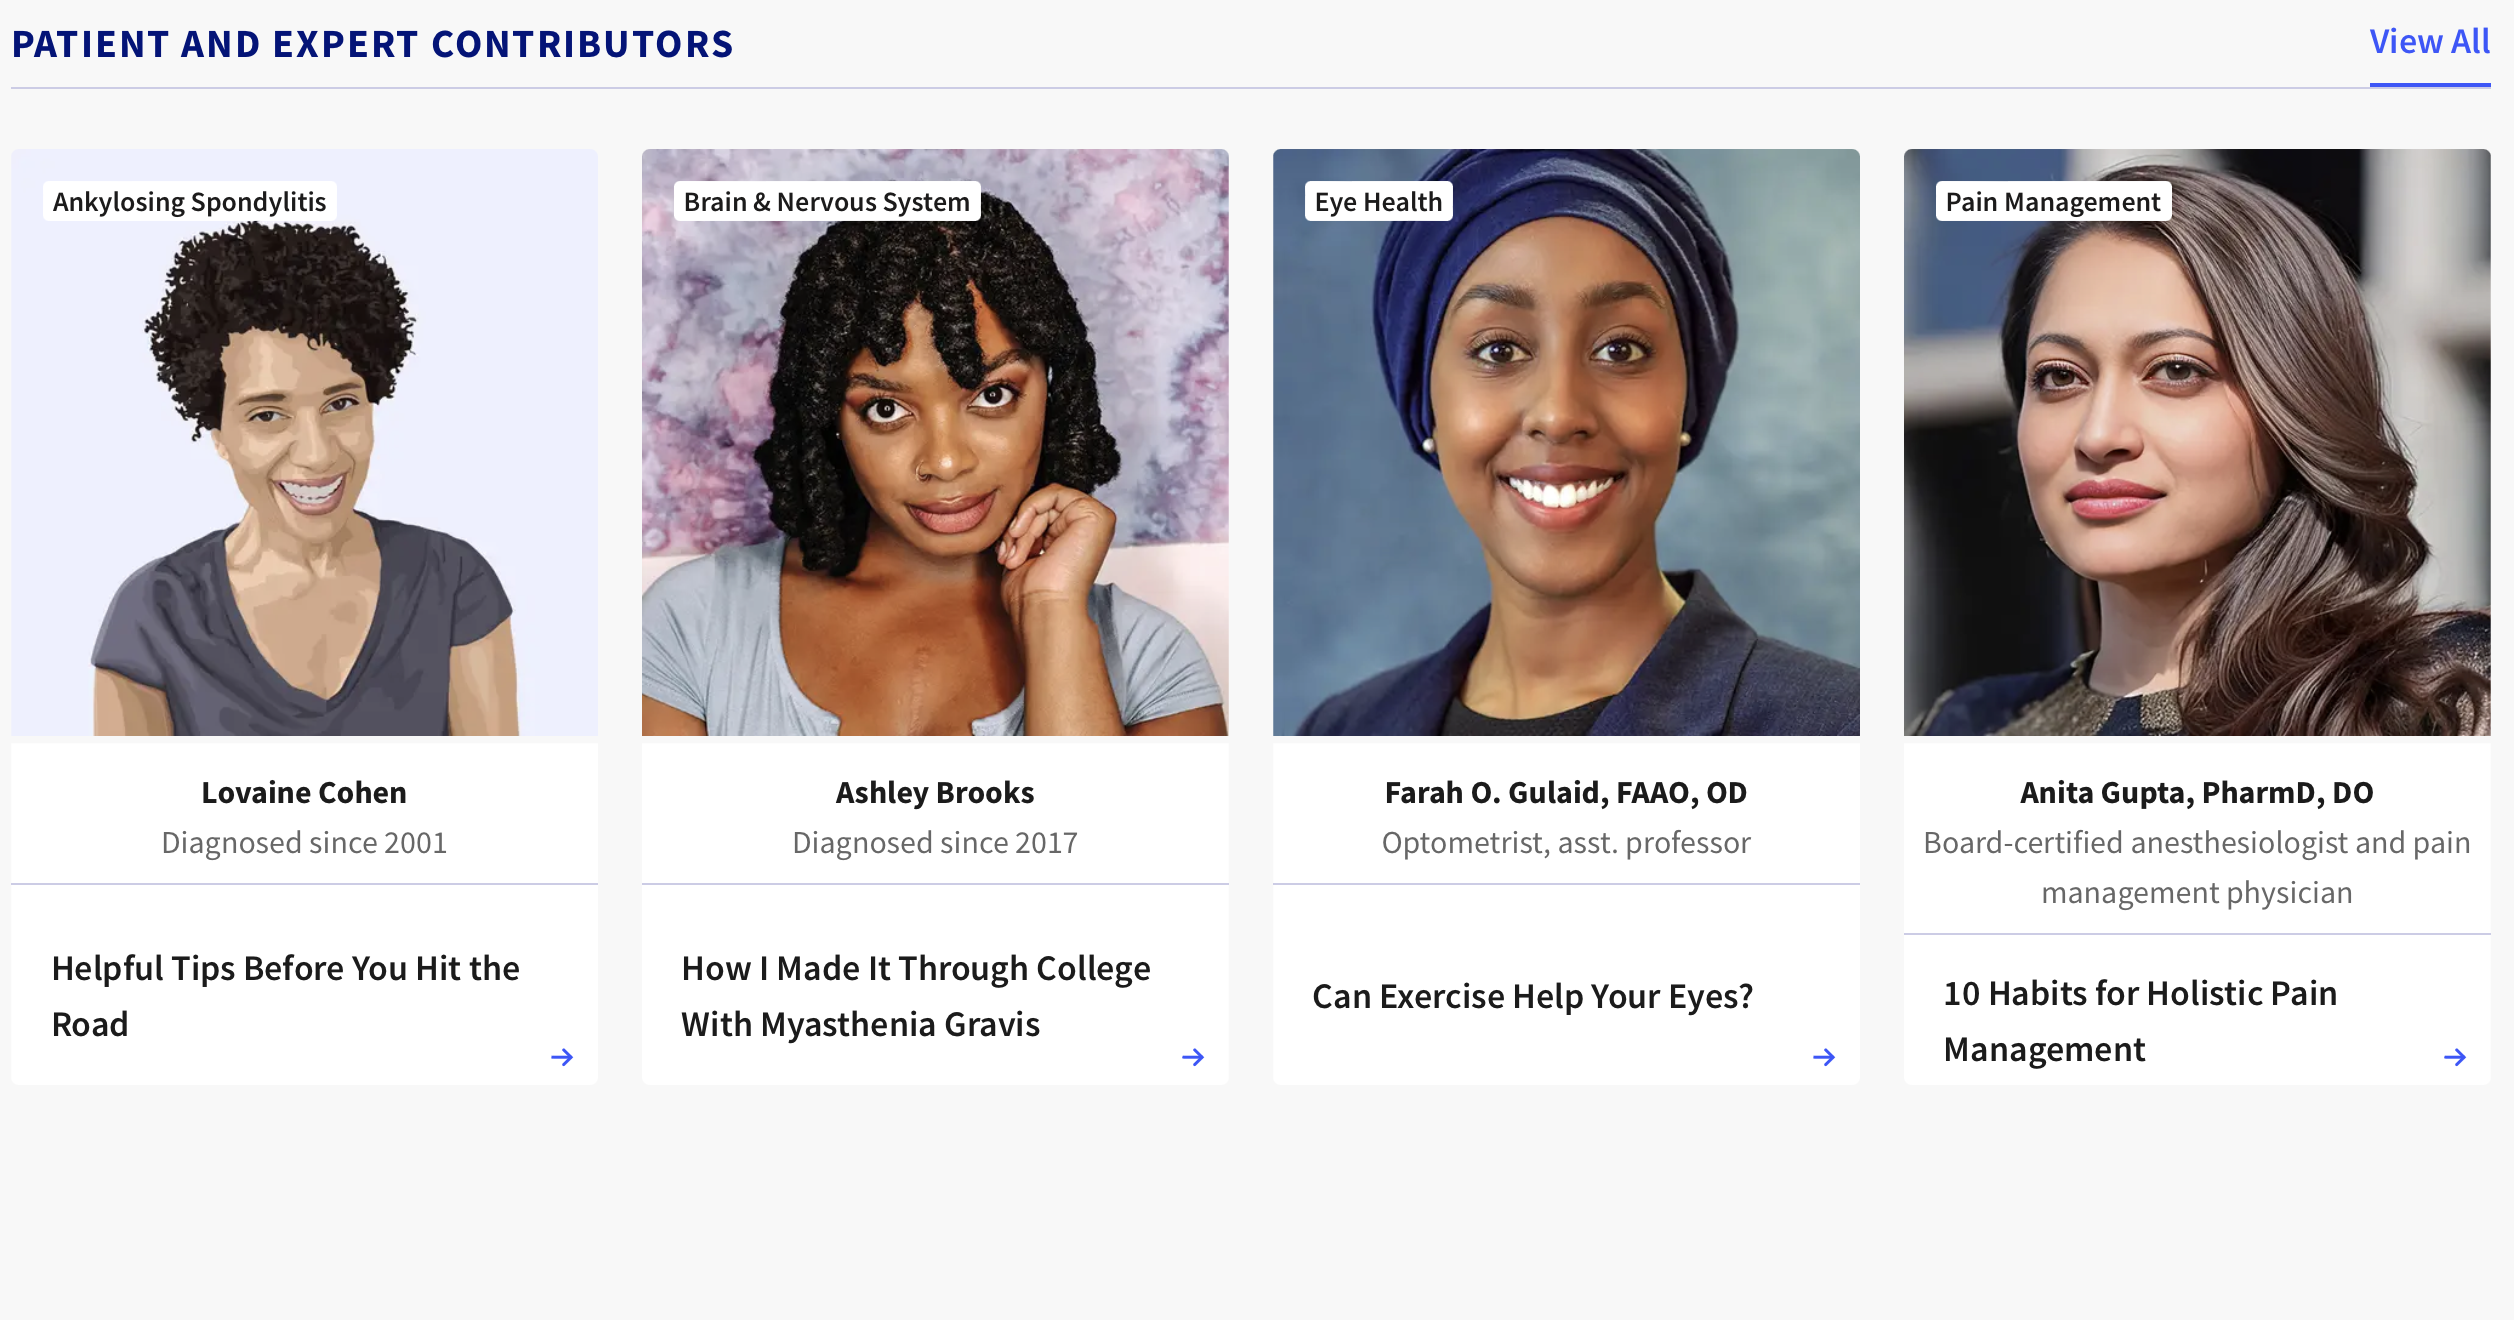 PATIENT AND EXPERT CONTRIBUTORS
View All
Ankylosing Spondylitis
Lovaine Cohen
Diagnosed since 2001
Helpful Tips Before You Hit the
Road
Brain & Nervous System
Ashley Brooks
Diagnosed since 2017
How I Made It Through College
With Myasthenia Gravis
Eye Health
Farah O. Gulaid, FAAO, OD
Optometrist, asst. professor
Can Exercise Help Your Eyes?
Pain Management
Anita Gupta, PharmD, DO
Board-certified anesthesiologist and pain
management physician
10 Habits for Holistic Pain
Management